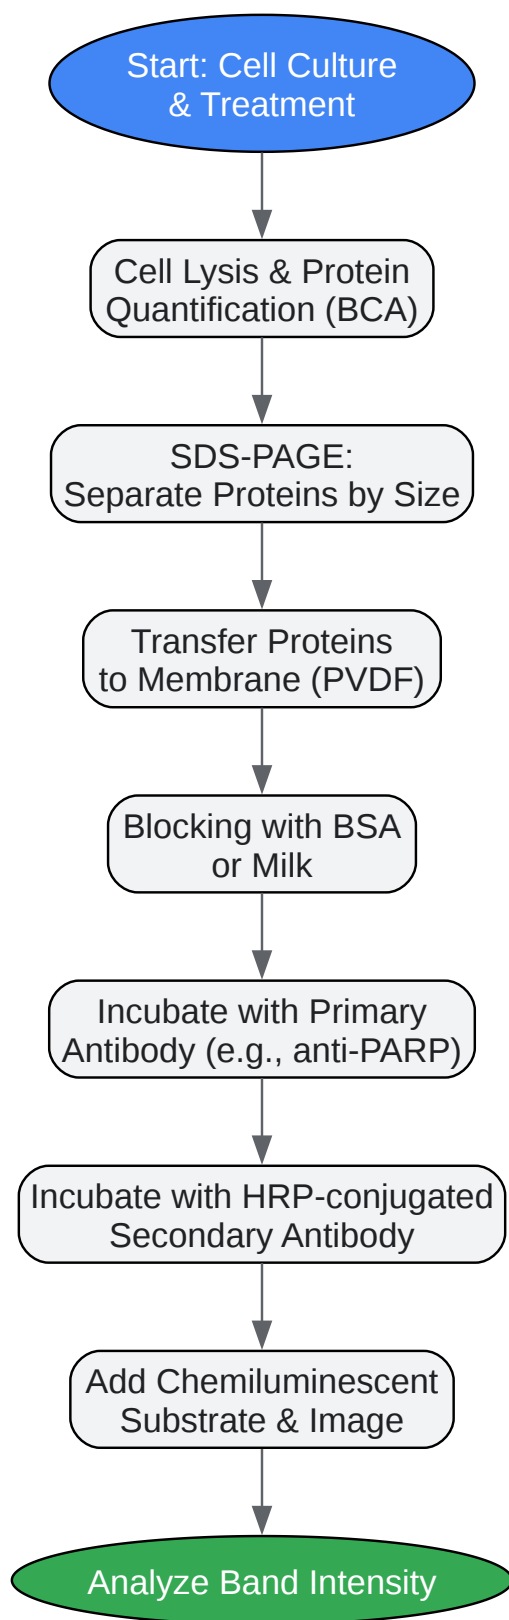 Start: Cell Culture
& Treatment
Cell Lysis & Protein
Quantification (BCA)
SDS-PAGE:
Separate Proteins by Size
Transfer Proteins
to Membrane (PVDF)
Blocking with BSA
or Milk
Incubate with Primary
Antibody (e.g., anti-PARP)
Incubate with HRP-conjugated
Secondary Antibody
Add Chemiluminescent
Substrate & Image
Analyze Band Intensity